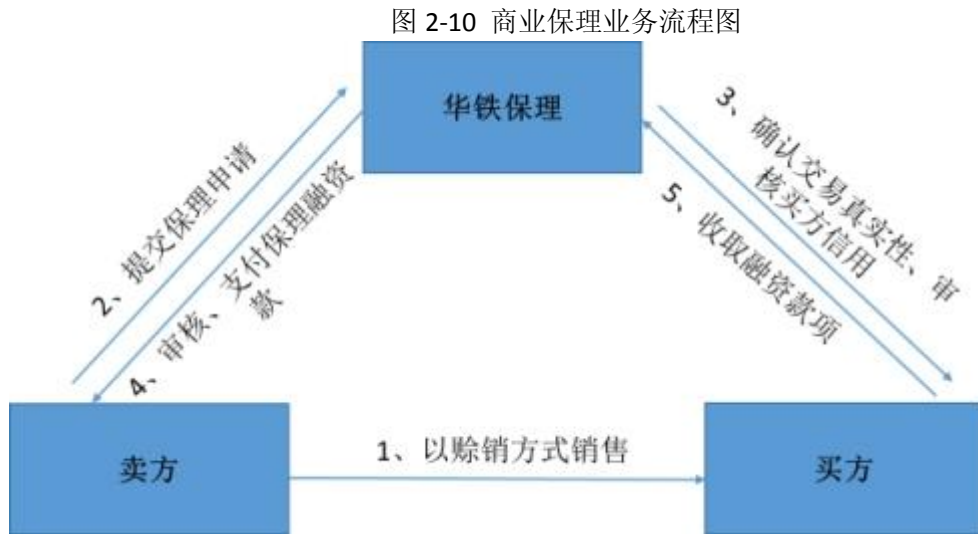 图 2-10 商业保理业务流程图
华铁保理
2、提交保理申请
4、审核、支付保理融资
款
3、确认交易真实性、审
核买方信用
5、收取融资款项
卖方
1、以赊销方式销售
买方